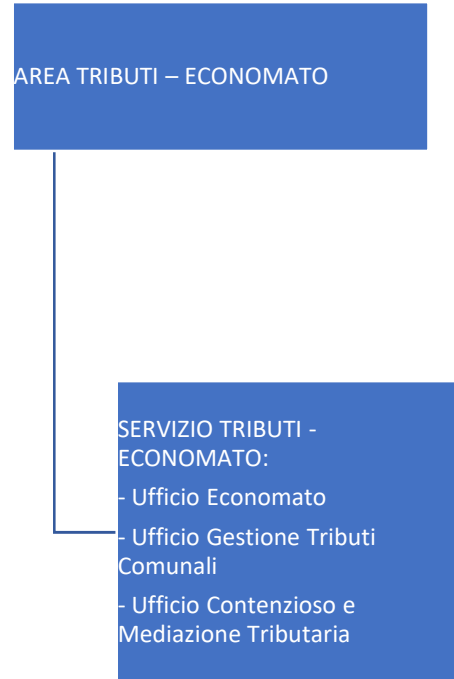 AREA TRIBUTI – ECONOMATO
SERVIZIO TRIBUTI -
ECONOMATO:
- Ufficio Economato
- Ufficio Gestione Tributi
Comunali
- Ufficio Contenzioso e
Mediazione Tributaria